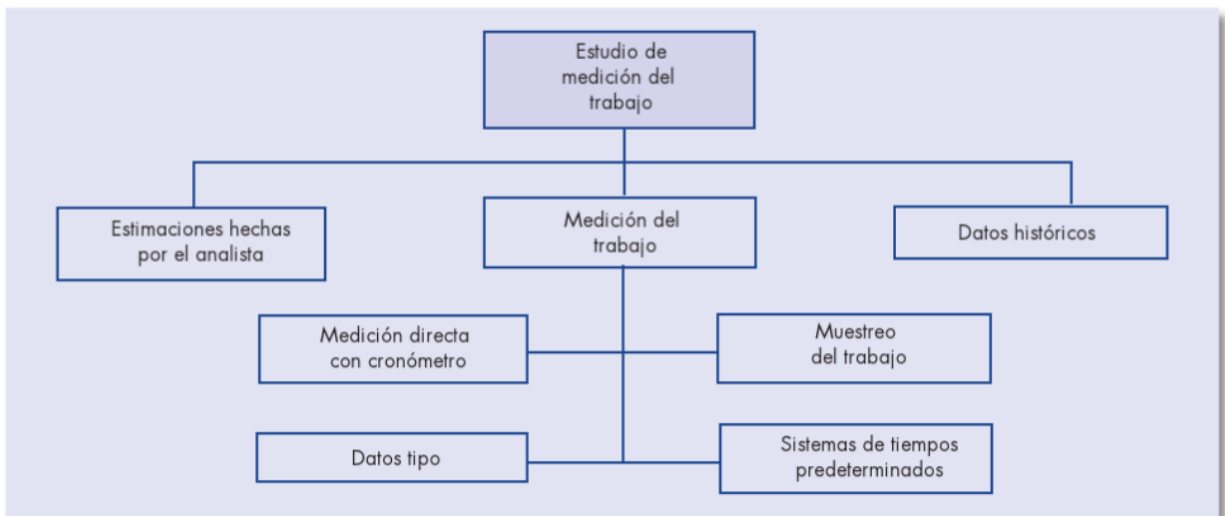 Estudio de
medición del
trabajo
Estimaciones hechas
por el analista
Medición del
trabajo
Datos históricos
Medición directa
con cronómetro
Muestreo
del trabajo
Datos tipo
Sistemas de tiempos
predeterminados